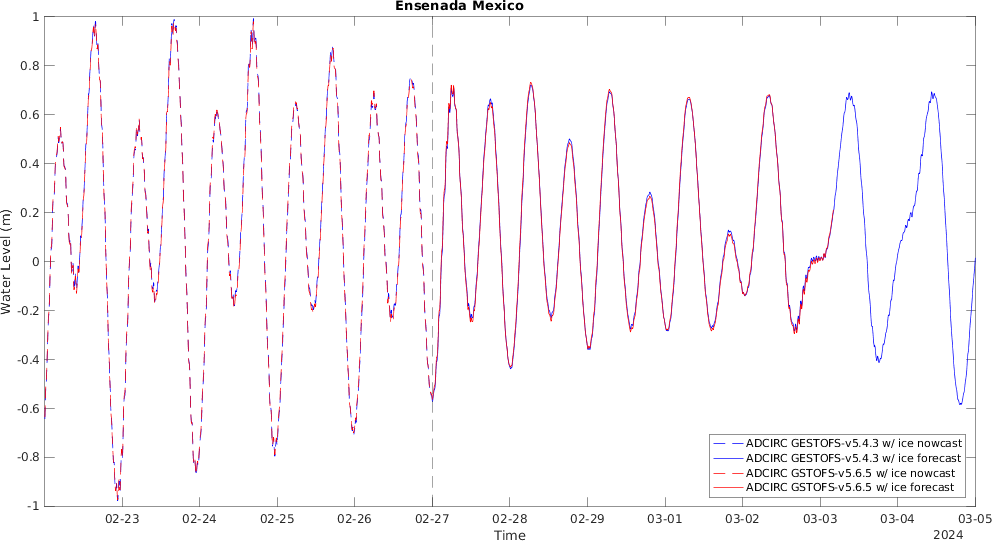 Ensenada Mexico
1
0.8
0.6
0.4
0.2
0
-0.2
-0.4
-0.6
-0.8
-1
Water Level (m)
02-23 02-24 02-25 02-26 02-27 02-28 02-29 03-01 03-02 03-03 03-04 03-05
Time
2024
ADCIRC GESTOFS-v5.4.3 w/ ice nowcast
ADCIRC GESTOFS-v5.4.3 w/ ice forecast
ADCIRC GSTOFS-v5.6.5 w/ ice nowcast
ADCIRC GSTOFS-v5.6.5 w/ ice forecast